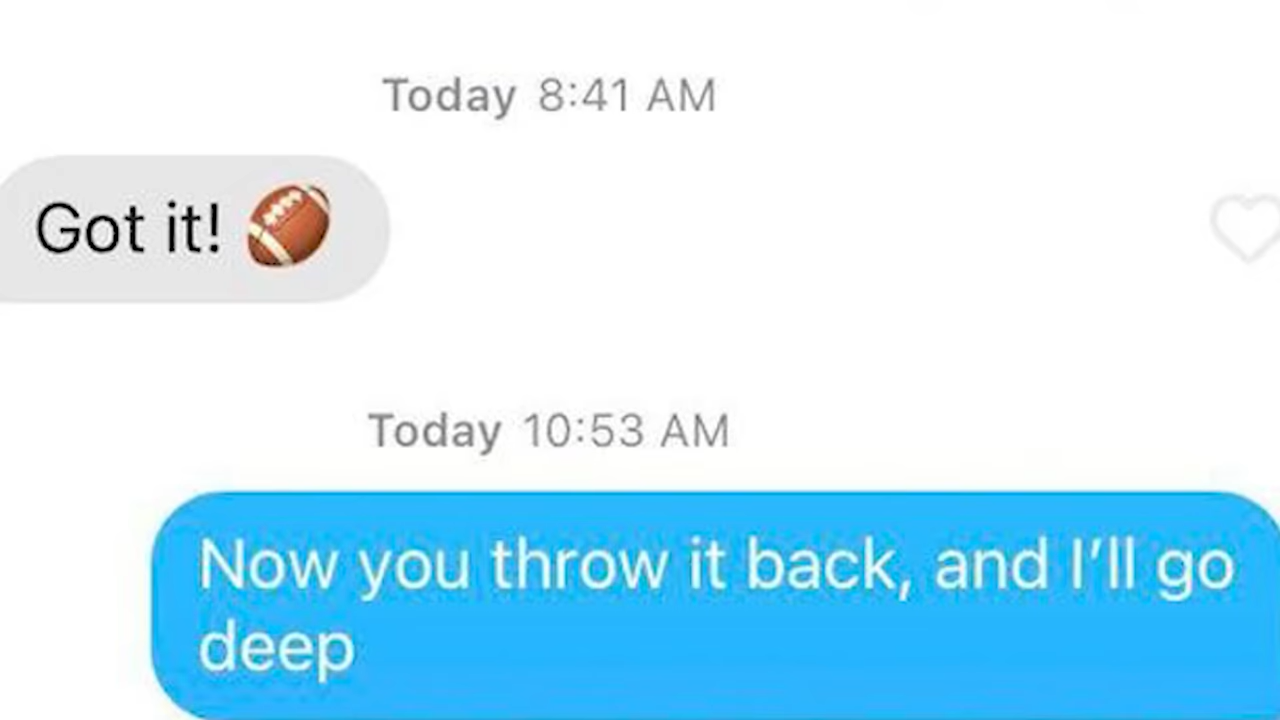 Today 8:41 AM
Got it! 🏈
Today 10:53 AM
Now you throw it back, and I’ll go
deep